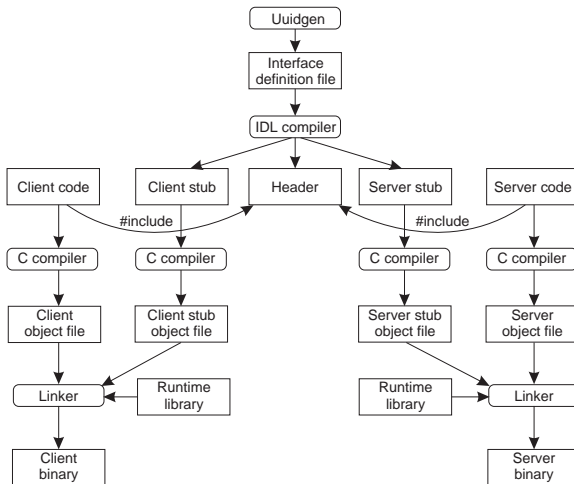 Uuidgen
Interface
definition file
IDL compiler
Client code
Client stub
Header
Server stub
Server code
#include
#include
C compiler
C compiler
C compiler
C compiler
Client
object file
Client stub
object file
Server stub
object file
Server
object file
Linker
Runtime
library
Runtime
library
Linker
Client
binary
Server
binary